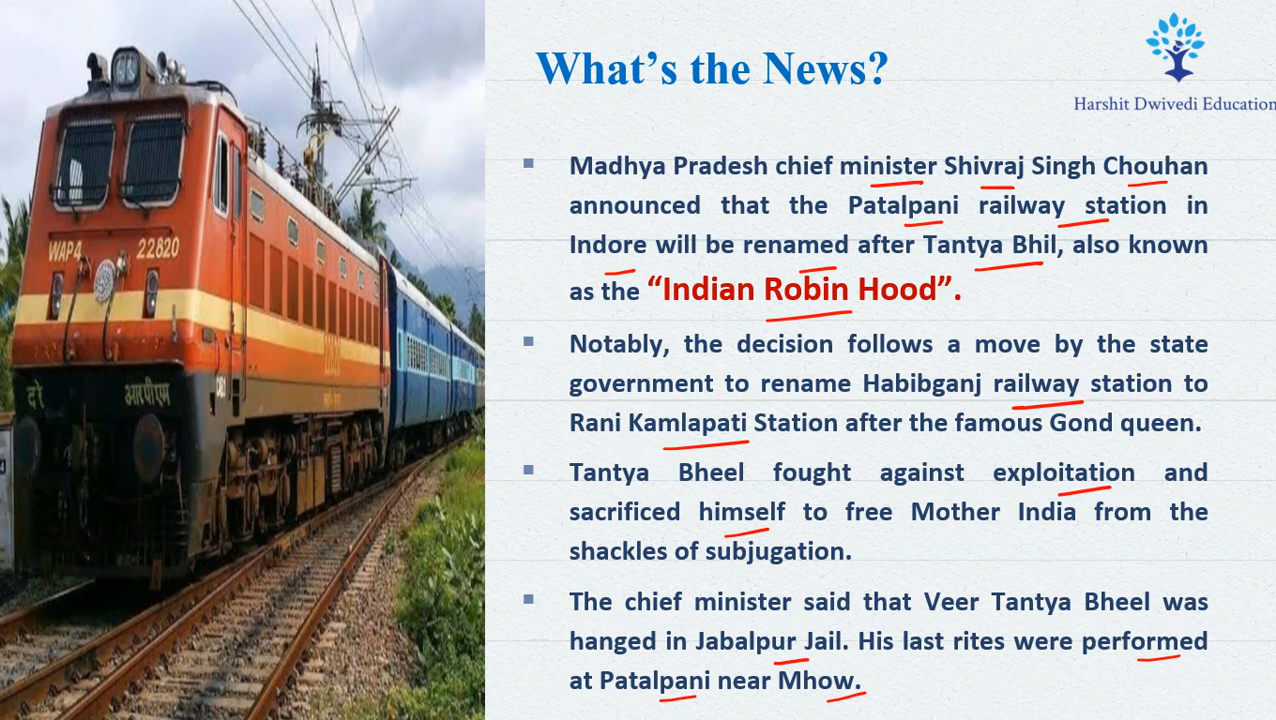 What's the News?
Harshit Dwivedi Education
▪ Madhya Pradesh chief minister Shivraj Singh Chouhan
announced that the Patalpani railway station in
Indore will be renamed after Tantya Bhil, also known
as the “Indian Robin Hood”.
▪ Notably, the decision follows a move by the state
government to rename Habibganj railway station to
Rani Kamlapati Station after the famous Gond queen.
▪ Tantya Bheel fought against exploitation and
sacrificed himself to free Mother India from the
shackles of subjugation.
▪ The chief minister said that Veer Tantya Bheel was
hanged in Jabalpur Jail. His last rites were performed
at Patalpani near Mhow.
WAP4 22820
दरे आरपीएम